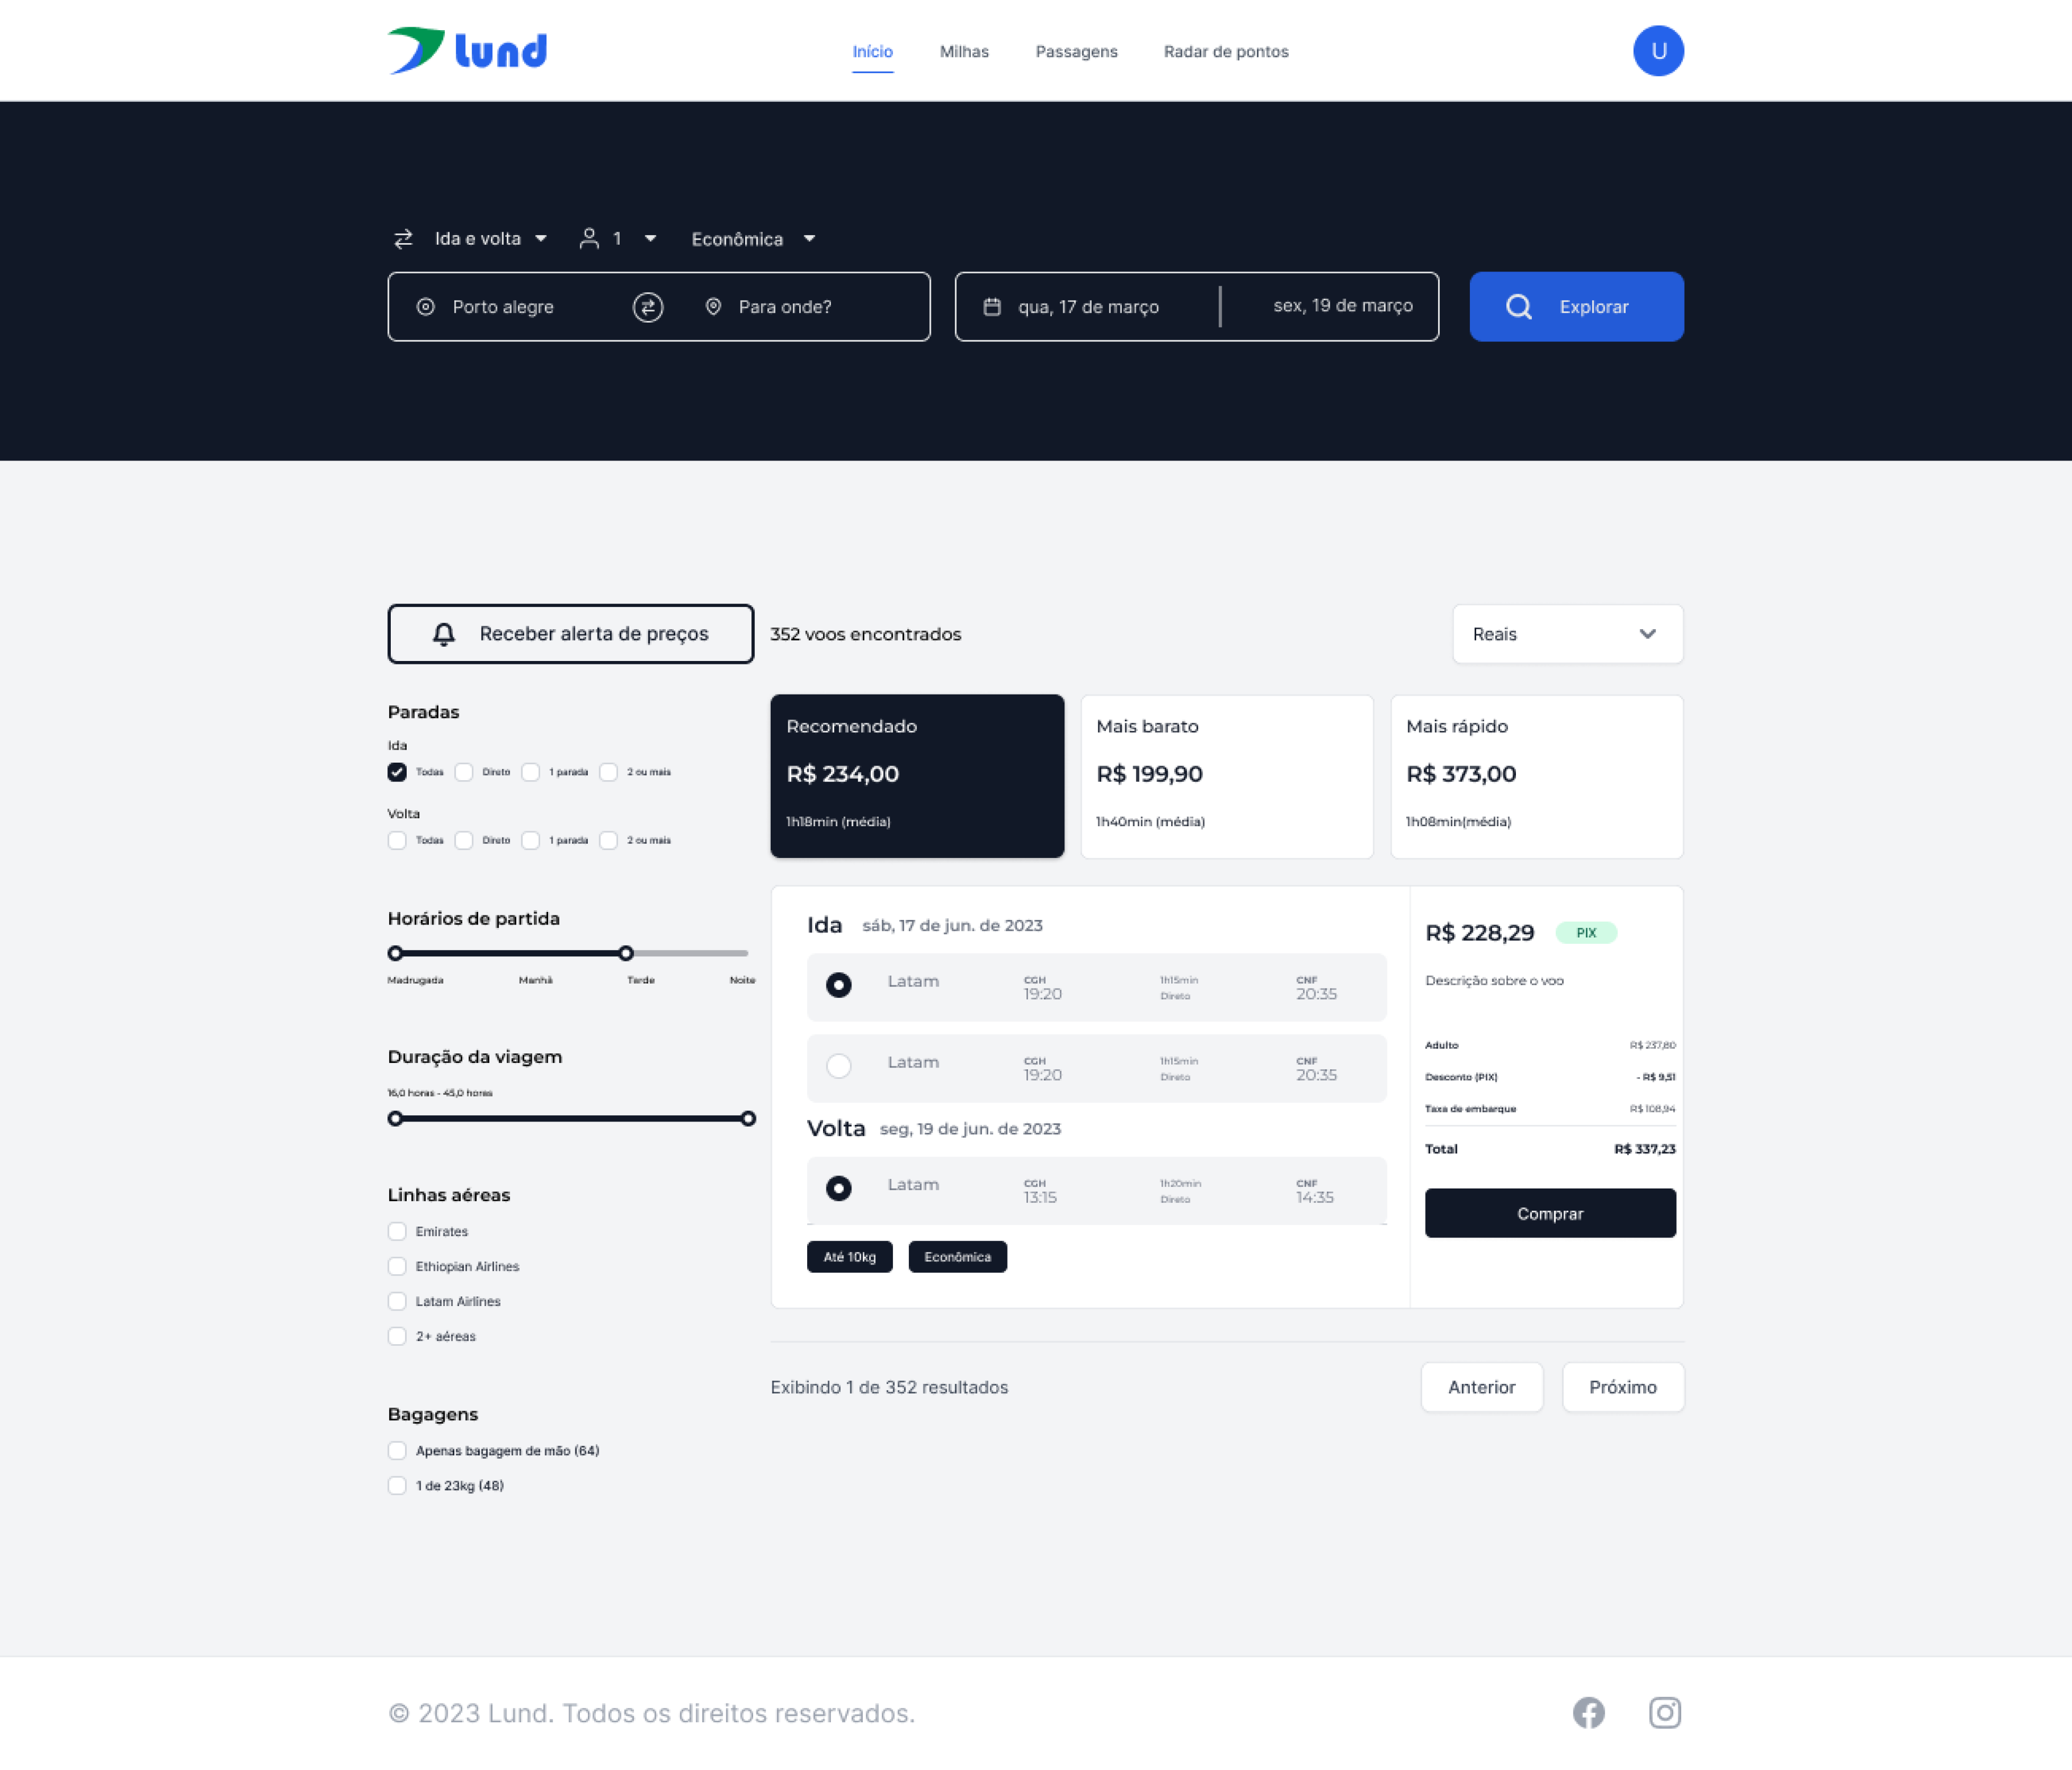 Lund
Início Milhas Passagens Radar de pontos
U
Ida e volta 1 Econômica
Porto alegre Para onde? qua, 17 de março sex, 19 de março Explorar
Receber alerta de preços 352 voos encontrados Reais
Paradas
Ida
Todas Direto 1 parada 2 ou mais
Volta
Todas Direto 1 parada 2 ou mais
Horários de partida
Madrugada Manhã Tarde Noite
Duração da viagem
16,0 horas - 45,0 horas
Linhas aéreas
Emirates
Ethiopian Airlines
Latam Airlines
2+ aéreas
Bagagens
Apenas bagagem de mão (64)
1 de 23kg (48)
Recomendado
R$ 234,00
1h18min (média)
Mais barato
R$ 199,90
1h40min (média)
Mais rápido
R$ 373,00
1h08min(média)
Ida sáb, 17 de jun. de 2023
Latam CGH 1h15min CNF
19:20 Direto 20:35
Latam CGH 1h15min CNF
19:20 Direto 20:35
Volta seg, 19 de jun. de 2023
Latam CGH 1h20min CNF
13:15 Direto 14:35
Até 10kg Econômica
R$ 228,29 PIX
Descrição sobre o voo
Adulto R$ 237,80
Desconto (PIX) - R$ 9,51
Taxa de embarque R$ 108,94
Total R$ 337,23
Comprar
Exibindo 1 de 352 resultados Anterior Próximo
© 2023 Lund. Todos os direitos reservados.